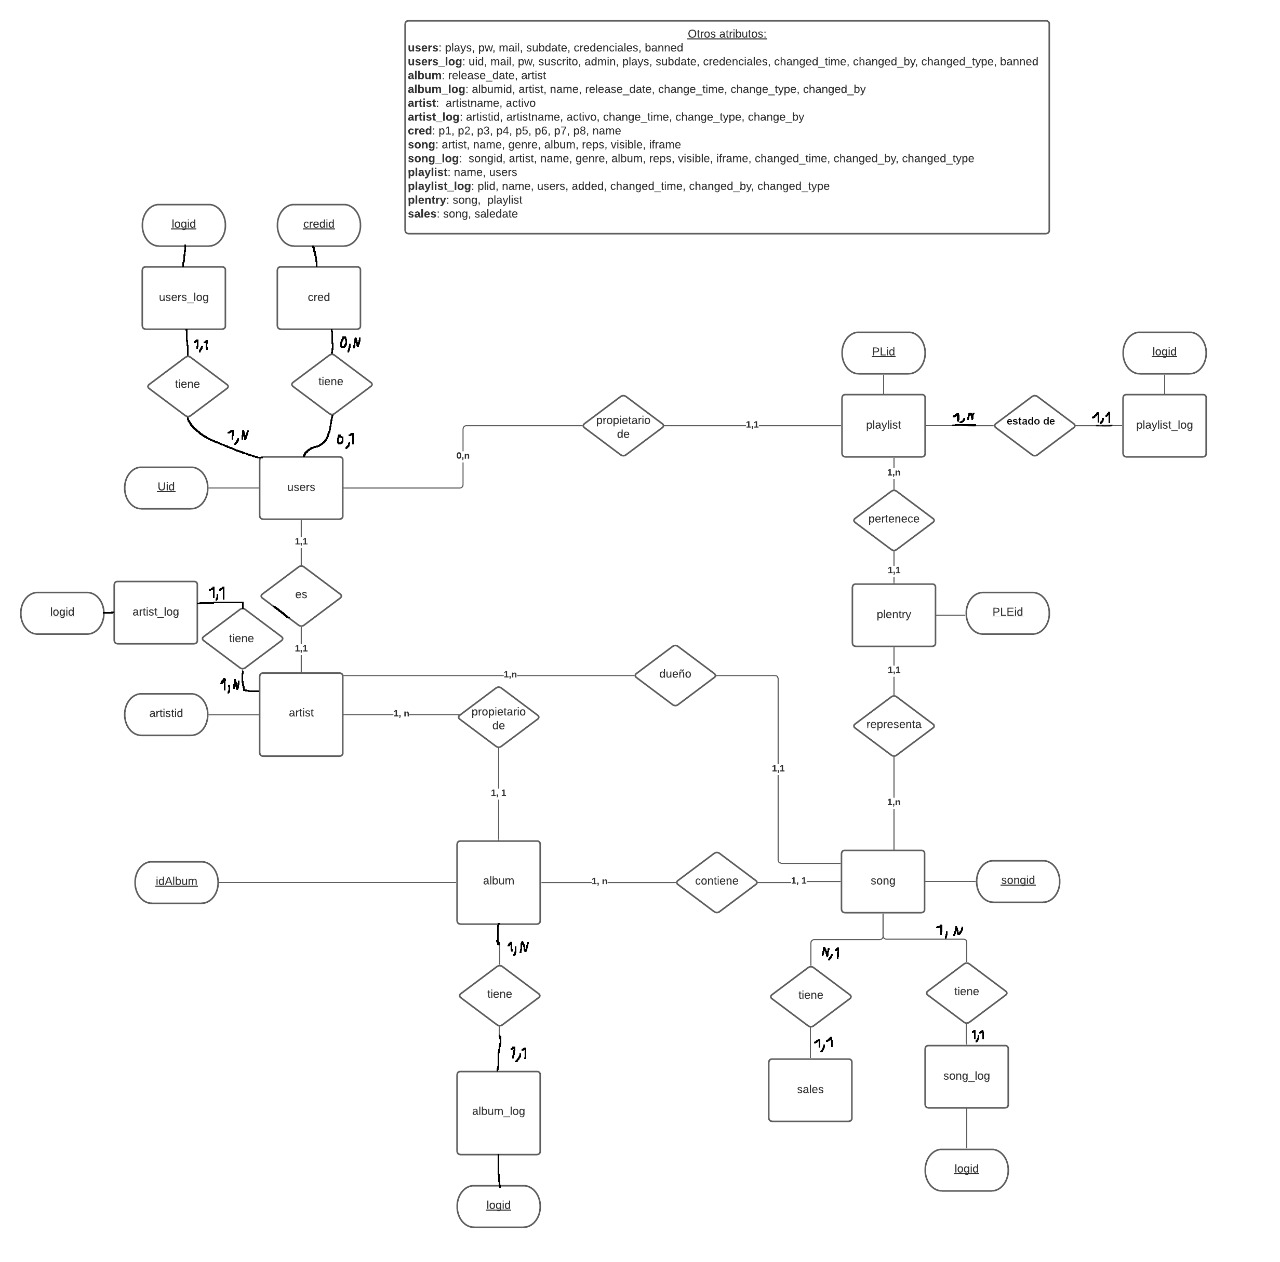 Otros atributos:
users: plays, pw, mail, subdate, credenciales, banned
users_log: uid, mail, pw, suscrito, admin, plays, subdate, credenciales, changed_time, changed_by, changed_type, banned
album: release_date, artist
album_log: albumid, artist, name, release_date, change_time, change_type, changed_by
artist:  artistname, activo
artist_log: artistid, artistname, activo, change_time, change_type, change_by
cred: p1, p2, p3, p4, p5, p6, p7, p8, name
song: artist, name, genre, album, reps, visible, iframe
song_log:  songid, artist, name, genre, album, reps, visible, iframe, changed_time, changed_by, changed_type
playlist: name, users
playlist_log: plid, name, users, added, changed_time, changed_by, changed_type
plentry: song,  playlist
sales: song, saledate
logid
credid
users_log
cred
1,1
0,N
tiene
tiene
1,N
0,1
PLid
logid
propietario
de
1,1
playlist
1,N
estado de
1,1
playlist_log
0,n
Uid
users
1,n
pertenece
1,1
1,1
es
1,1
logid
artist_log
1,1
tiene
1,N
plentry
PLEid
1,1
artistid
artist
1,n
dueño
1, n
propietario
de
representa
1,1
1, 1
1,n
idAlbum
album
1, n
contiene
1, 1
song
songid
1,N
N,1
1,N
tiene
tiene
tiene
1,1
1,1
1,1
album_log
sales
song_log
logid
logid